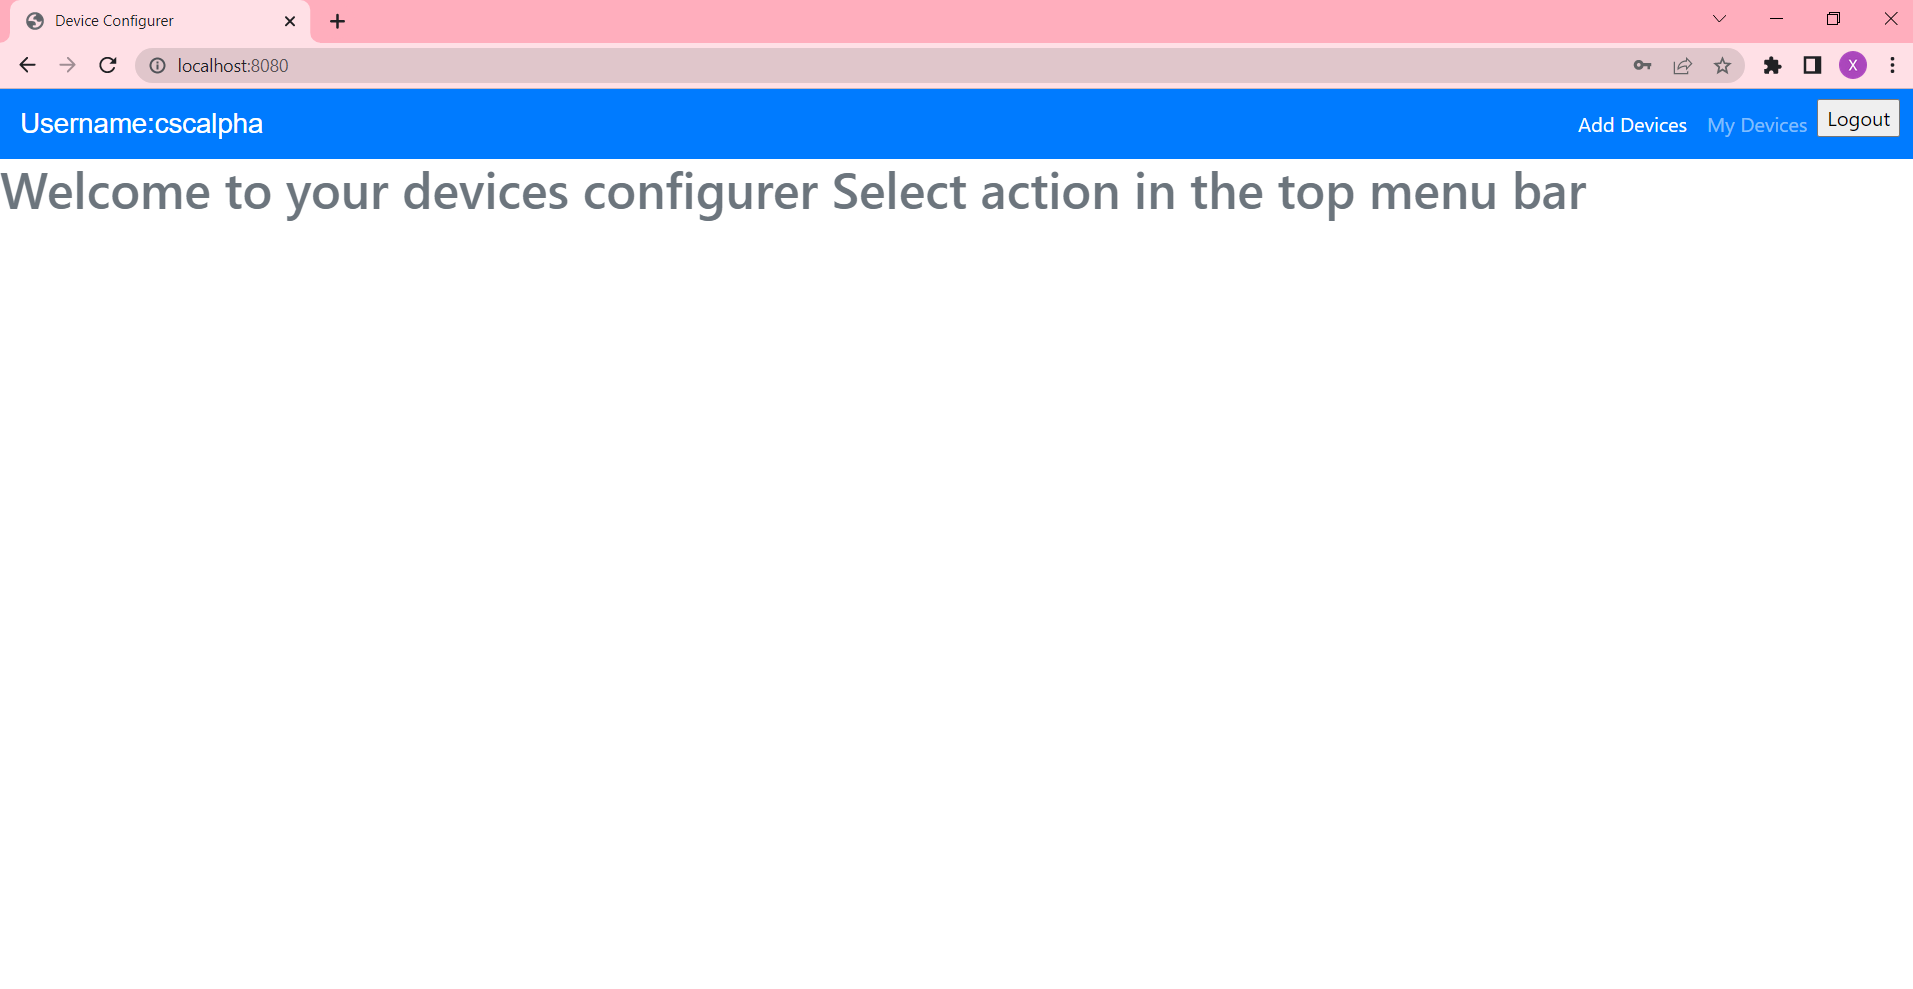 Device Configurer
localhost:8080
X
Username:cscalpha
Add Devices My Devices Logout
Welcome to your devices configurer Select action in the top menu bar